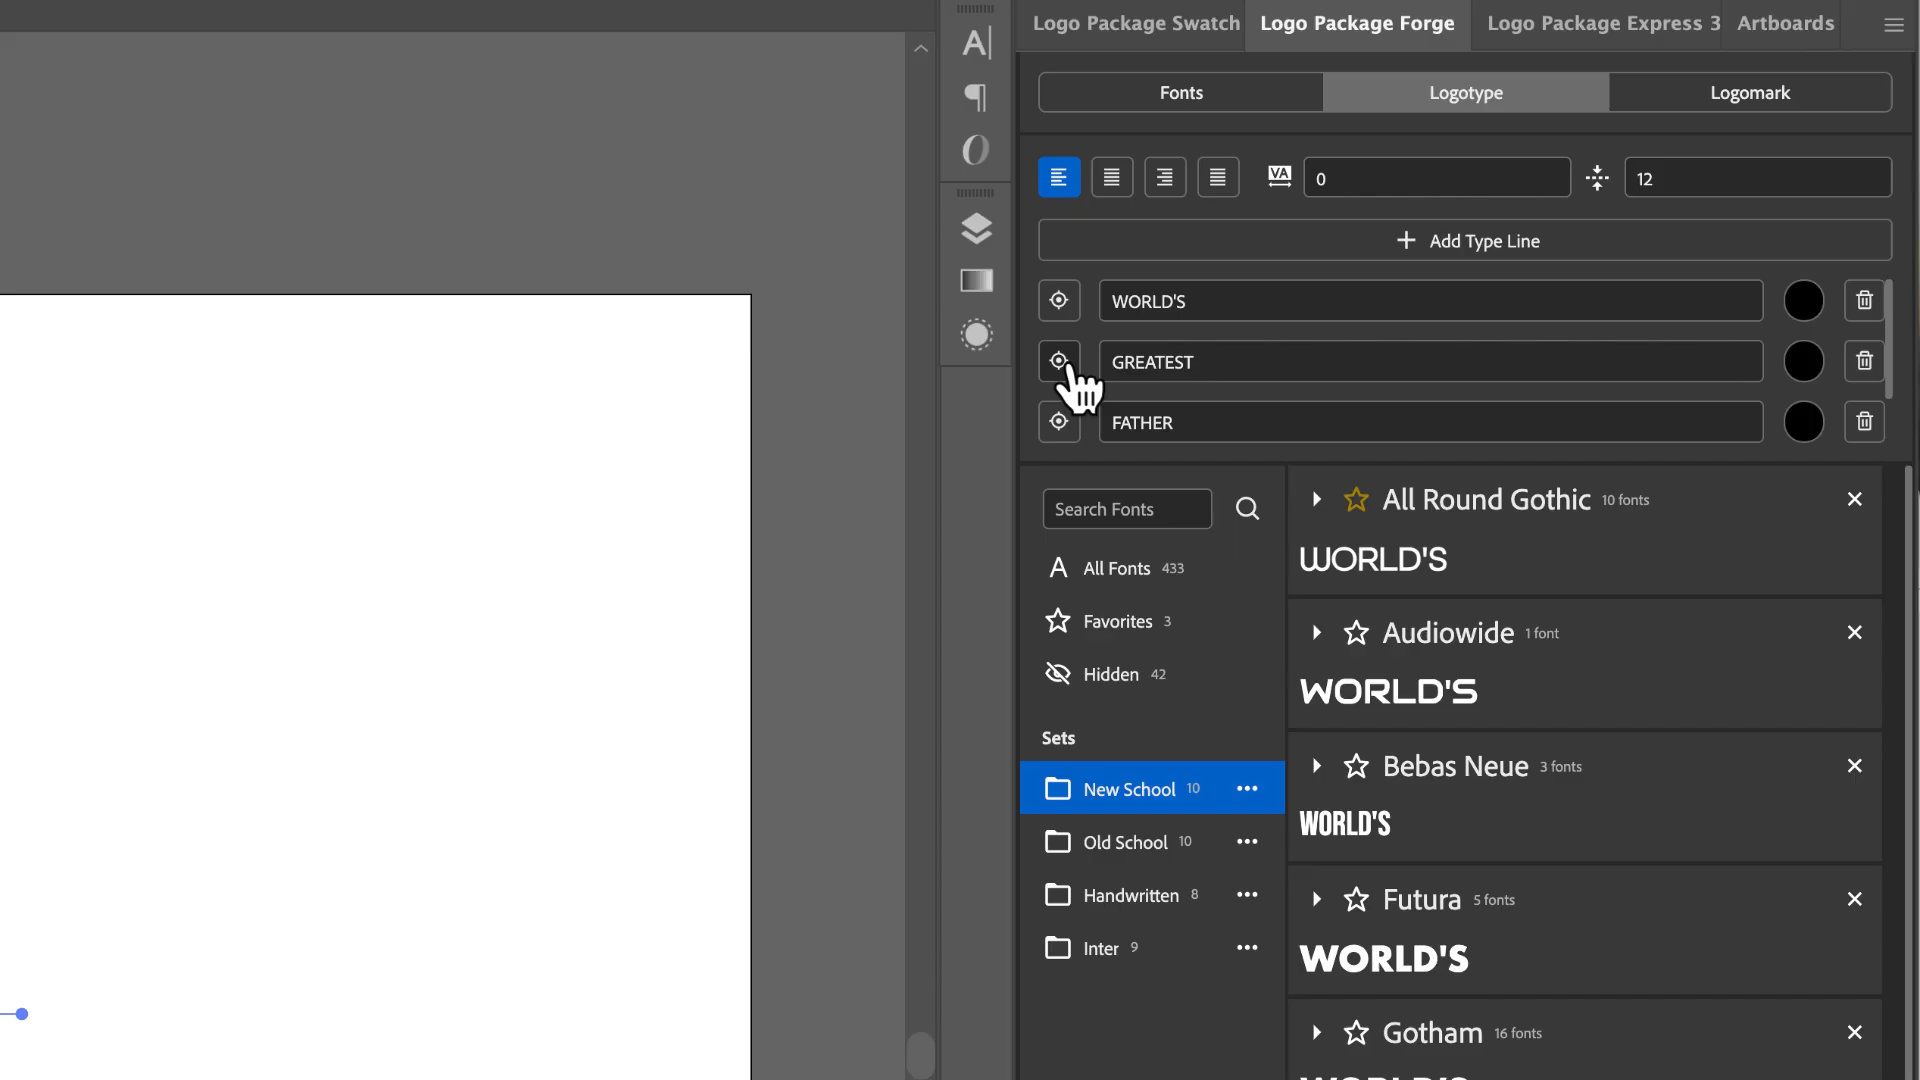 Logo Package Swatch
Logo Package Forge
Logo Package Express 3
Artboards
Fonts
Logotype
Logomark
VA
0
12
Add Type Line
WORLD'S
GREATEST
FATHER
Search Fonts
All Fonts 433
Favorites 3
Hidden 42
Sets
New School 10
Old School 10
Handwritten 8
Inter 9
All Round Gothic 10 fonts
WORLD'S
Audiowide 1 font
WORLD'S
Bebas Neue 3 fonts
WORLD'S
Futura 5 fonts
WORLD'S
Gotham 16 fonts
WORLD'S